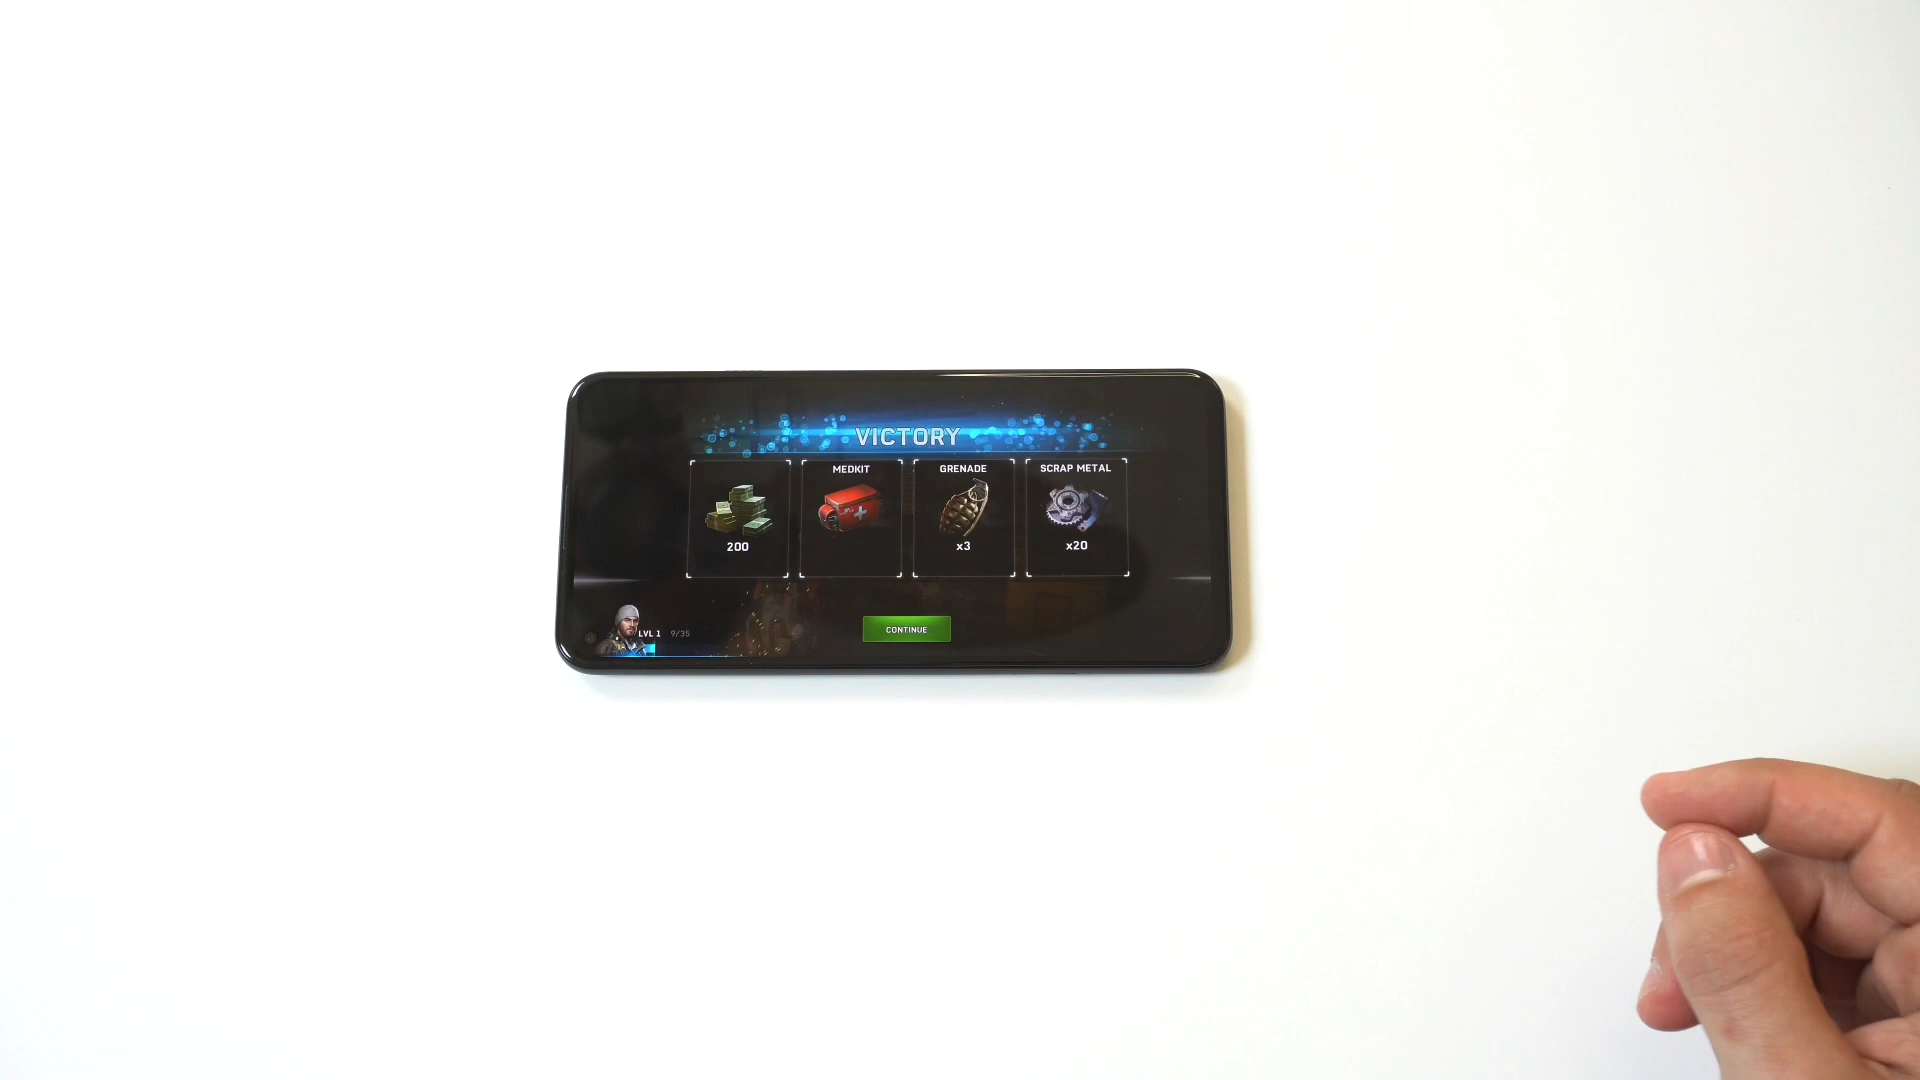 VICTORY
200
MEDKIT
GRENADE
x3
SCRAP METAL
x20
LVL 1 9/35
CONTINUE